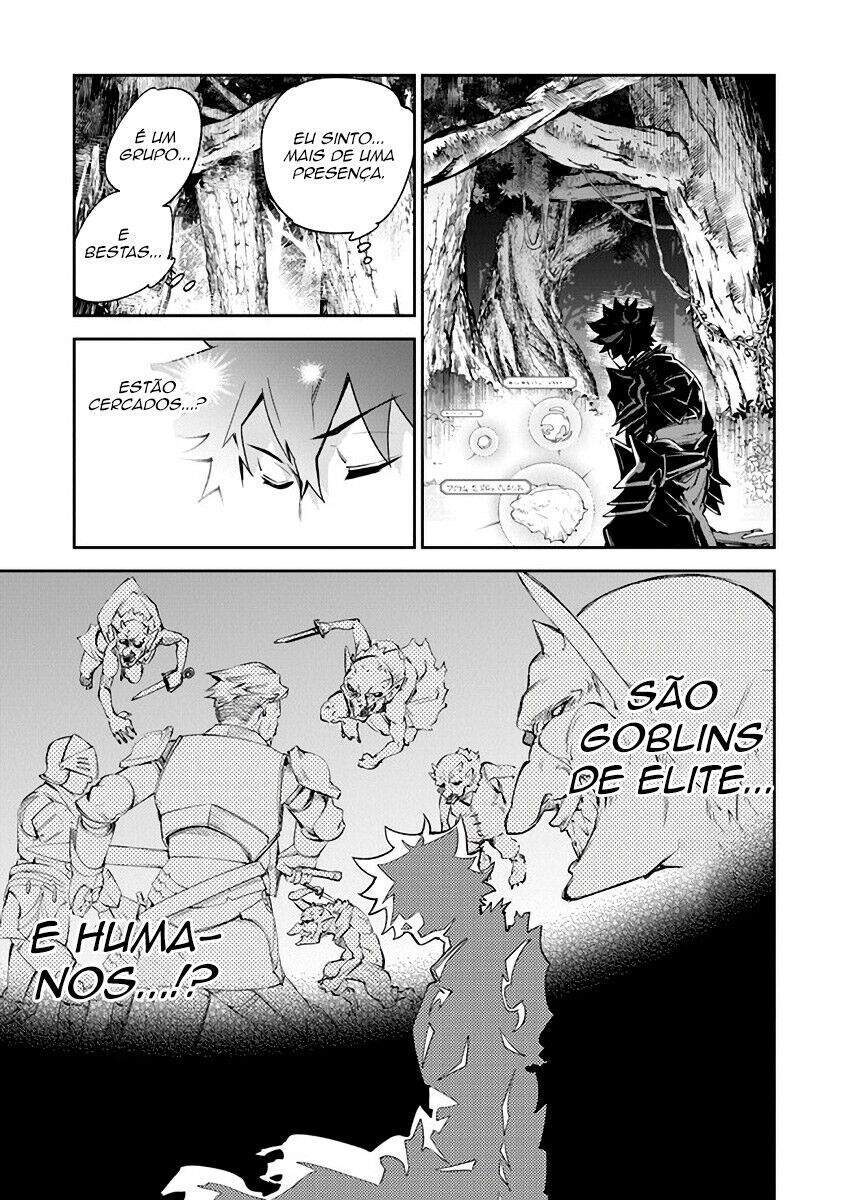 EU SINTO...
MAIS DE UMA
PRESENÇA.
É UM
GRUPO...
E
BESTAS...
ESTÃO
CERCADOS...?
SÃO
GOBLINS
DE ELITE...
E HUMA-
NOS...!?